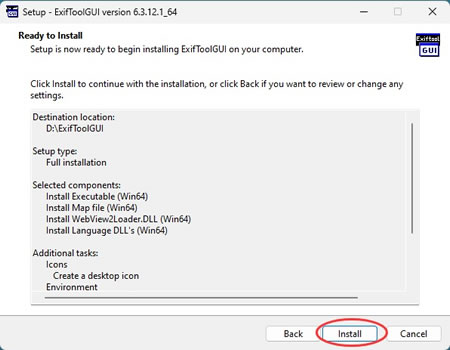 Setup - ExifToolGUI version 6.3.12.1_64
Ready to Install
Setup is now ready to begin installing ExifToolGUI on your computer.
Exiftool
GUI
Click Install to continue with the installation, or click Back if you want to review or change any
settings.
Destination location:
D:\ExifToolGUI
Setup type:
Full installation
Selected components:
Install Executable (Win64)
Install Map file (Win64)
Install WebView2Loader.DLL (Win64)
Install Language DLL's (Win64)
Additional tasks:
Icons
Create a desktop icon
Environment
Back
Install
Cancel